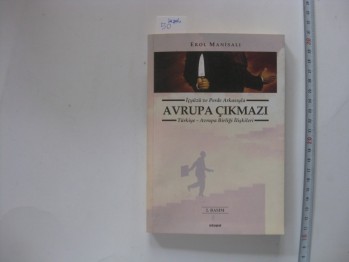 EROL MANİSALI
İçyüzü ve Perde Arkasıyla
AVRUPA ÇIKMAZI
Türkiye - Avrupa Birliği İlişkileri